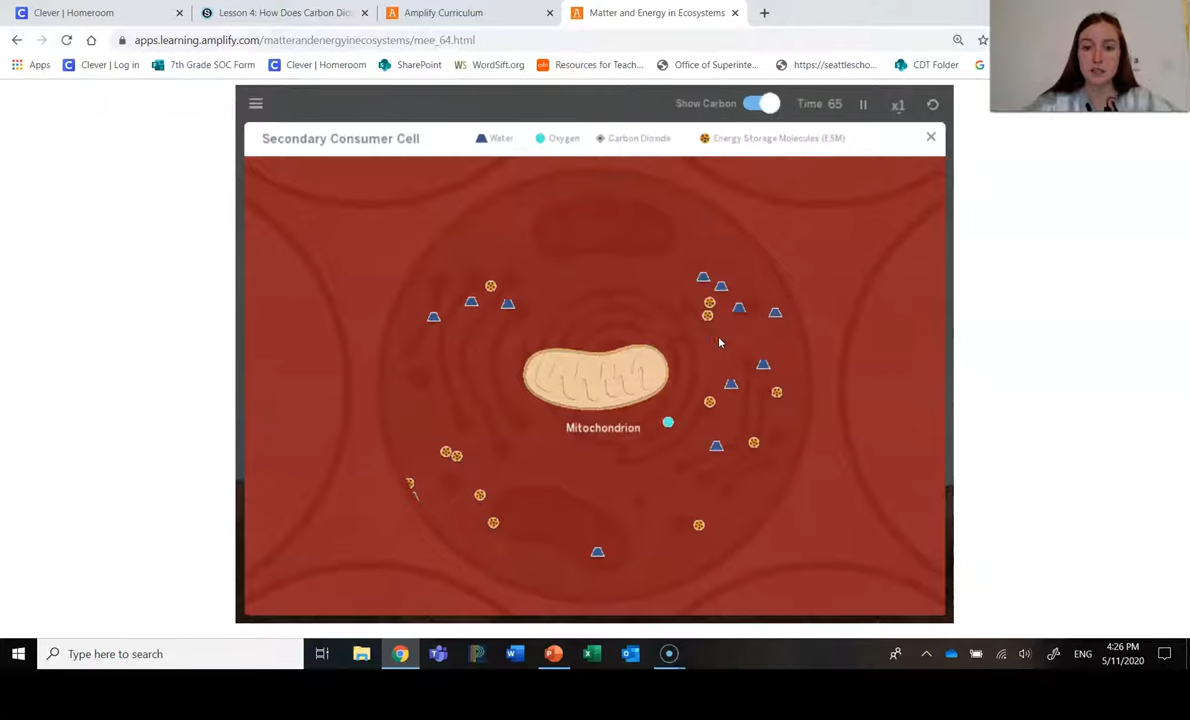 Clever | Homeroom
Lesson 4: How Does Carbon Dio
Amplify Curriculum
Matter and Energy in Ecosystems
apps.learning.amplify.com/matterandenergyinecosystems/mee_64.html
Apps
Clever | Log in
7th Grade SOC Form
Clever | Homeroom
SharePoint
WordSift.org
Resources for Teach...
Office of Superinte...
https://seattlescho...
CDT Folder
Show Carbon
Time 65
x1
Secondary Consumer Cell
Water
Oxygen
Carbon Dioxide
Energy Storage Molecules (ESM)
Mitochondrion
Type here to search
ENG
4:26 PM
5/11/2020